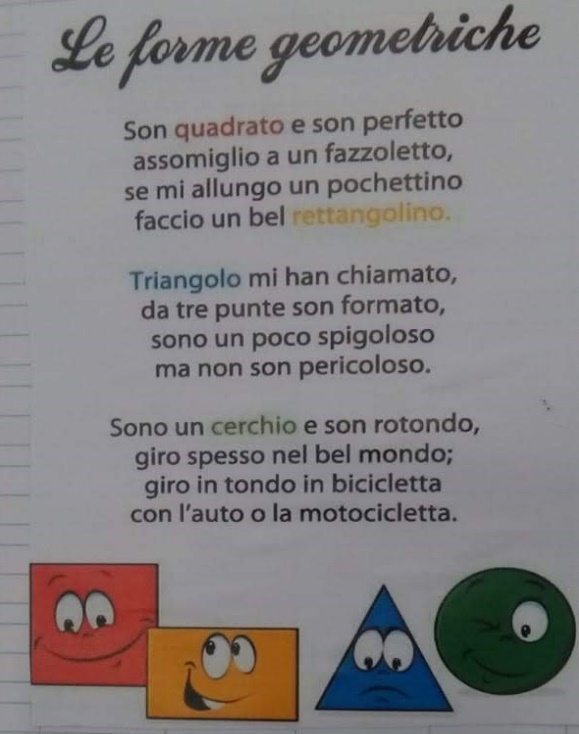 Le forme geometriche
Son quadrato e son perfetto
assomiglio a un fazzoletto,
se mi allungo un pochettino
faccio un bel rettangolino.
Triangolo mi han chiamato,
da tre punte son formato,
sono un poco spigoloso
ma non son pericoloso.
Sono un cerchio e son rotondo,
giro spesso nel bel mondo;
giro in tondo in bicicletta
con l'auto o la motocicletta.